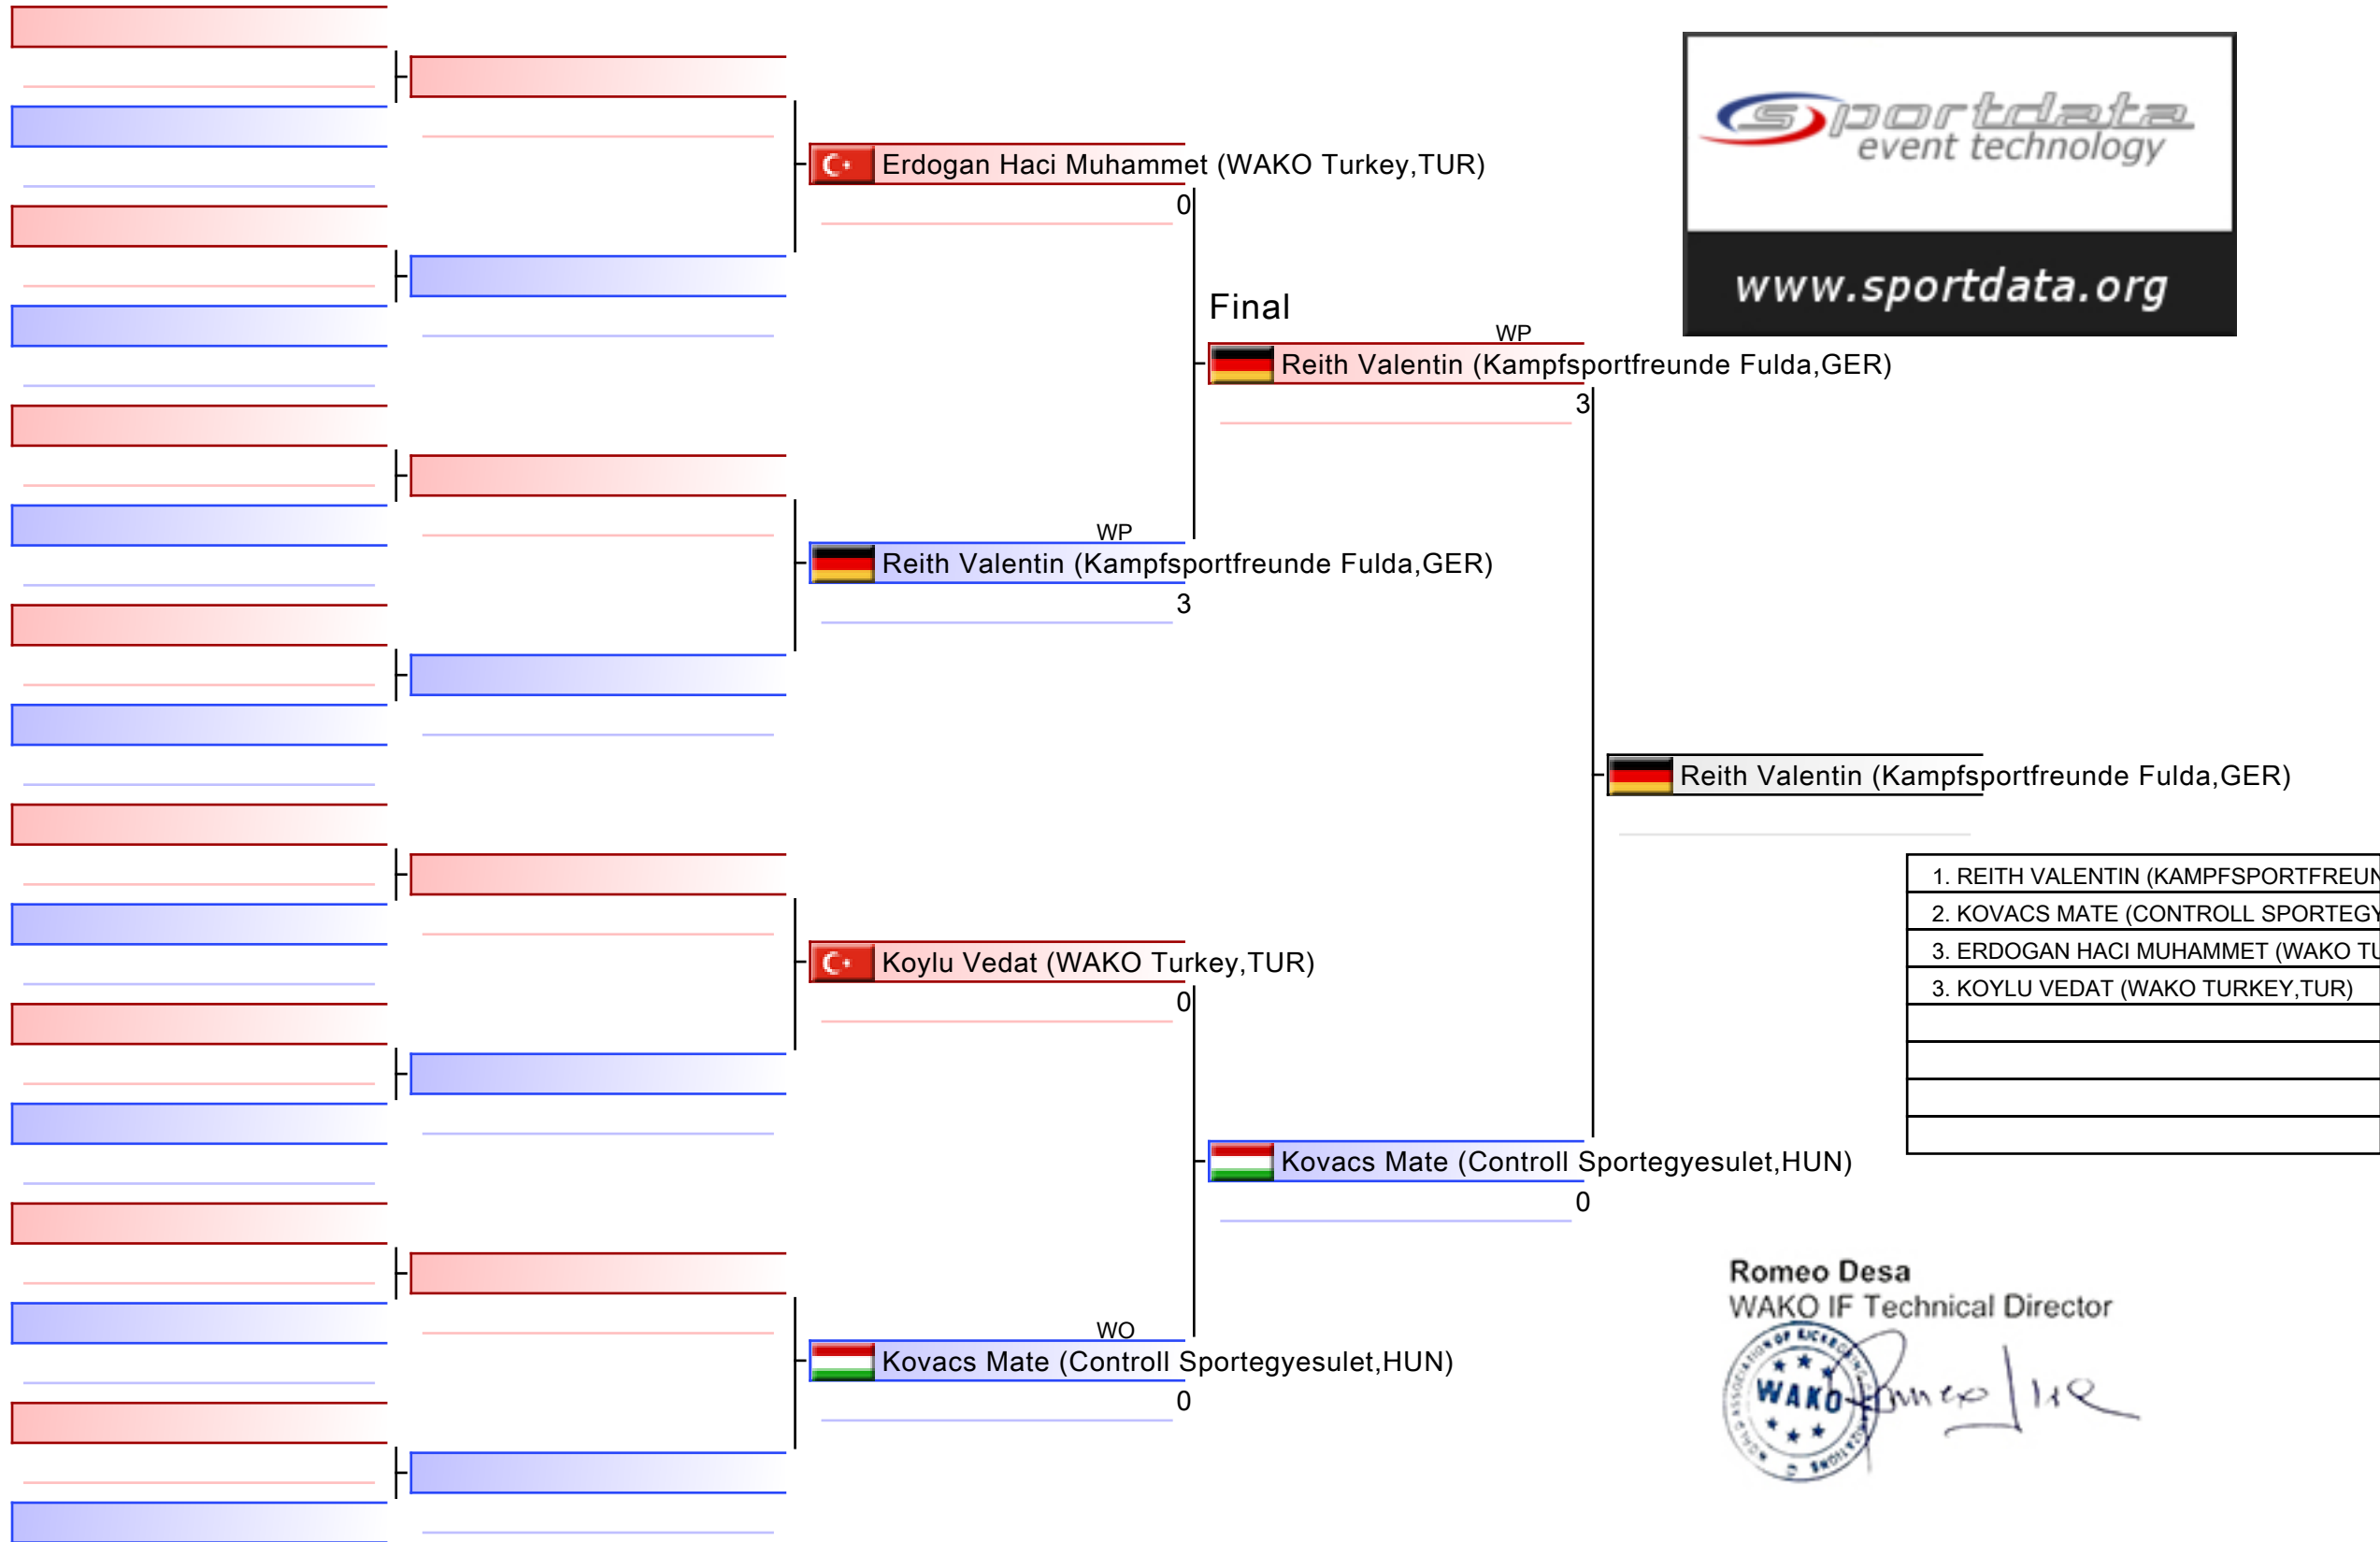 sportdata
event technology
www.sportdata.org
Erdogan Haci Muhammet (WAKO Turkey,TUR)
0
Final
WP
Reith Valentin (Kampfsportfreunde Fulda,GER)
3
WP
Reith Valentin (Kampfsportfreunde Fulda,GER)
3
Reith Valentin (Kampfsportfreunde Fulda,GER)
1. REITH VALENTIN (KAMPFSPORTFREUN
2. KOVACS MATE (CONTROLL SPORTEGY
3. ERDOGAN HACI MUHAMMET (WAKO TU
3. KOYLU VEDAT (WAKO TURKEY,TUR)
Koylu Vedat (WAKO Turkey,TUR)
0
Kovacs Mate (Controll Sportegyesulet,HUN)
0
WO
Kovacs Mate (Controll Sportegyesulet,HUN)
0
Romeo Desa
WAKO IF Technical Director
WAKO